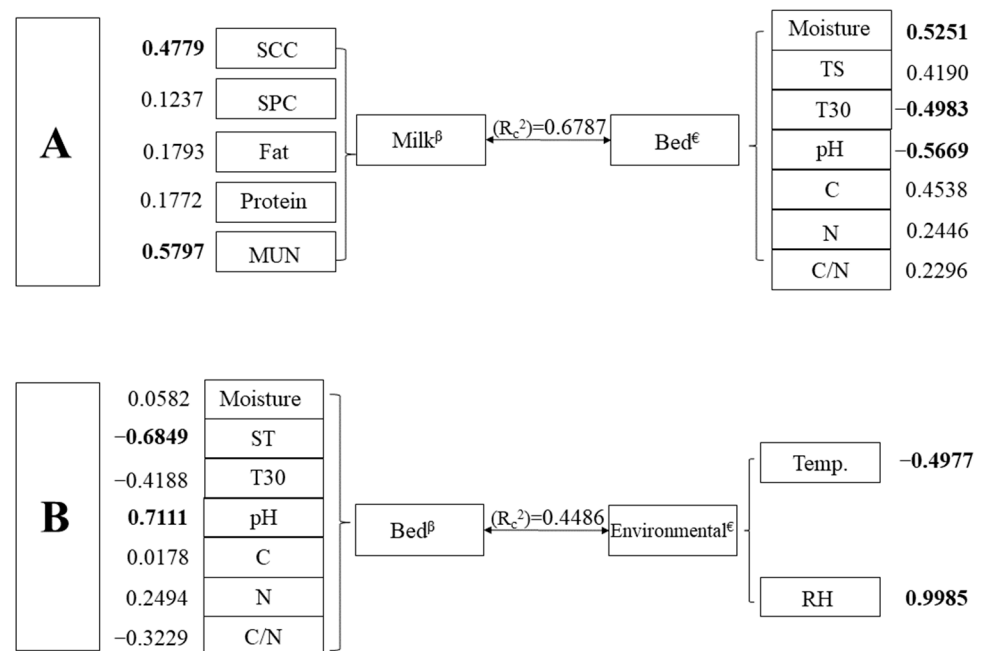 A
0.4779 SCC
0.1237 SPC
0.1793 Fat
0.1772 Protein
0.5797 MUN
Milkᵝ
(R꜀²)=0.6787
Bed€
Moisture 0.5251
TS 0.4190
T30 −0.4983
pH −0.5669
C 0.4538
N 0.2446
C/N 0.2296
B
0.0582 Moisture
−0.6849 ST
−0.4188 T30
0.7111 pH
0.0178 C
0.2494 N
−0.3229 C/N
Bedᵝ
(R꜀²)=0.4486
Environmental€
Temp. −0.4977
RH 0.9985